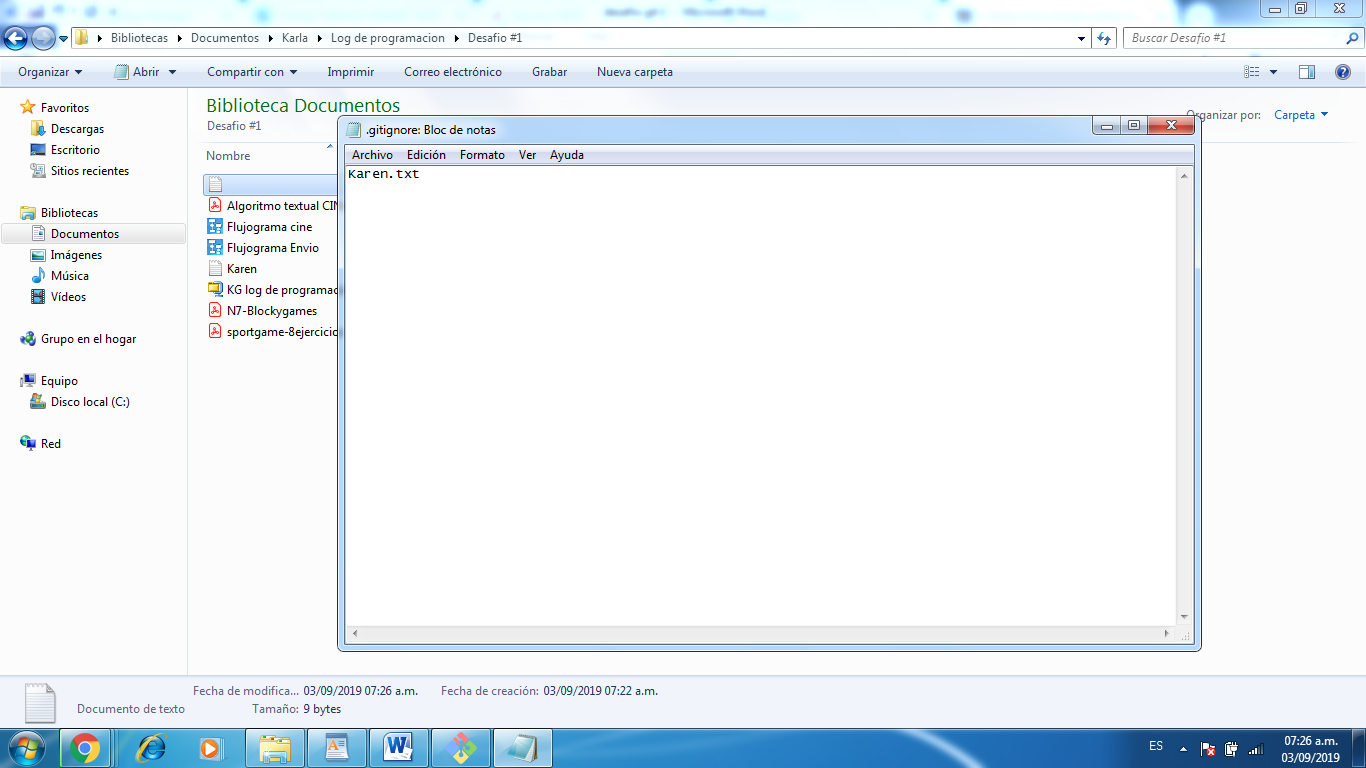 Bibliotecas Documentos Karla Log de programacion Desafio #1
Buscar Desafio #1
Organizar Abrir Compartir con Imprimir Correo electrónico Grabar Nueva carpeta
Favoritos
Descargas
Escritorio
Sitios recientes
Bibliotecas
Documentos
Imágenes
Música
Vídeos
Grupo en el hogar
Equipo
Disco local (C:)
Red
Biblioteca Documentos
Desafio #1
Organizar por: Carpeta
Nombre
Algoritmo textual CIN
Flujograma cine
Flujograma Envio
Karen
KG log de programac
N7-Blockygames
sportgame-8ejercicio
.gitignore: Bloc de notas
Archivo Edición Formato Ver Ayuda
Karen.txt
Fecha de modifica... 03/09/2019 07:26 a.m. Fecha de creación: 03/09/2019 07:22 a.m.
Documento de texto Tamaño: 9 bytes
ES
07:26 a.m.
03/09/2019